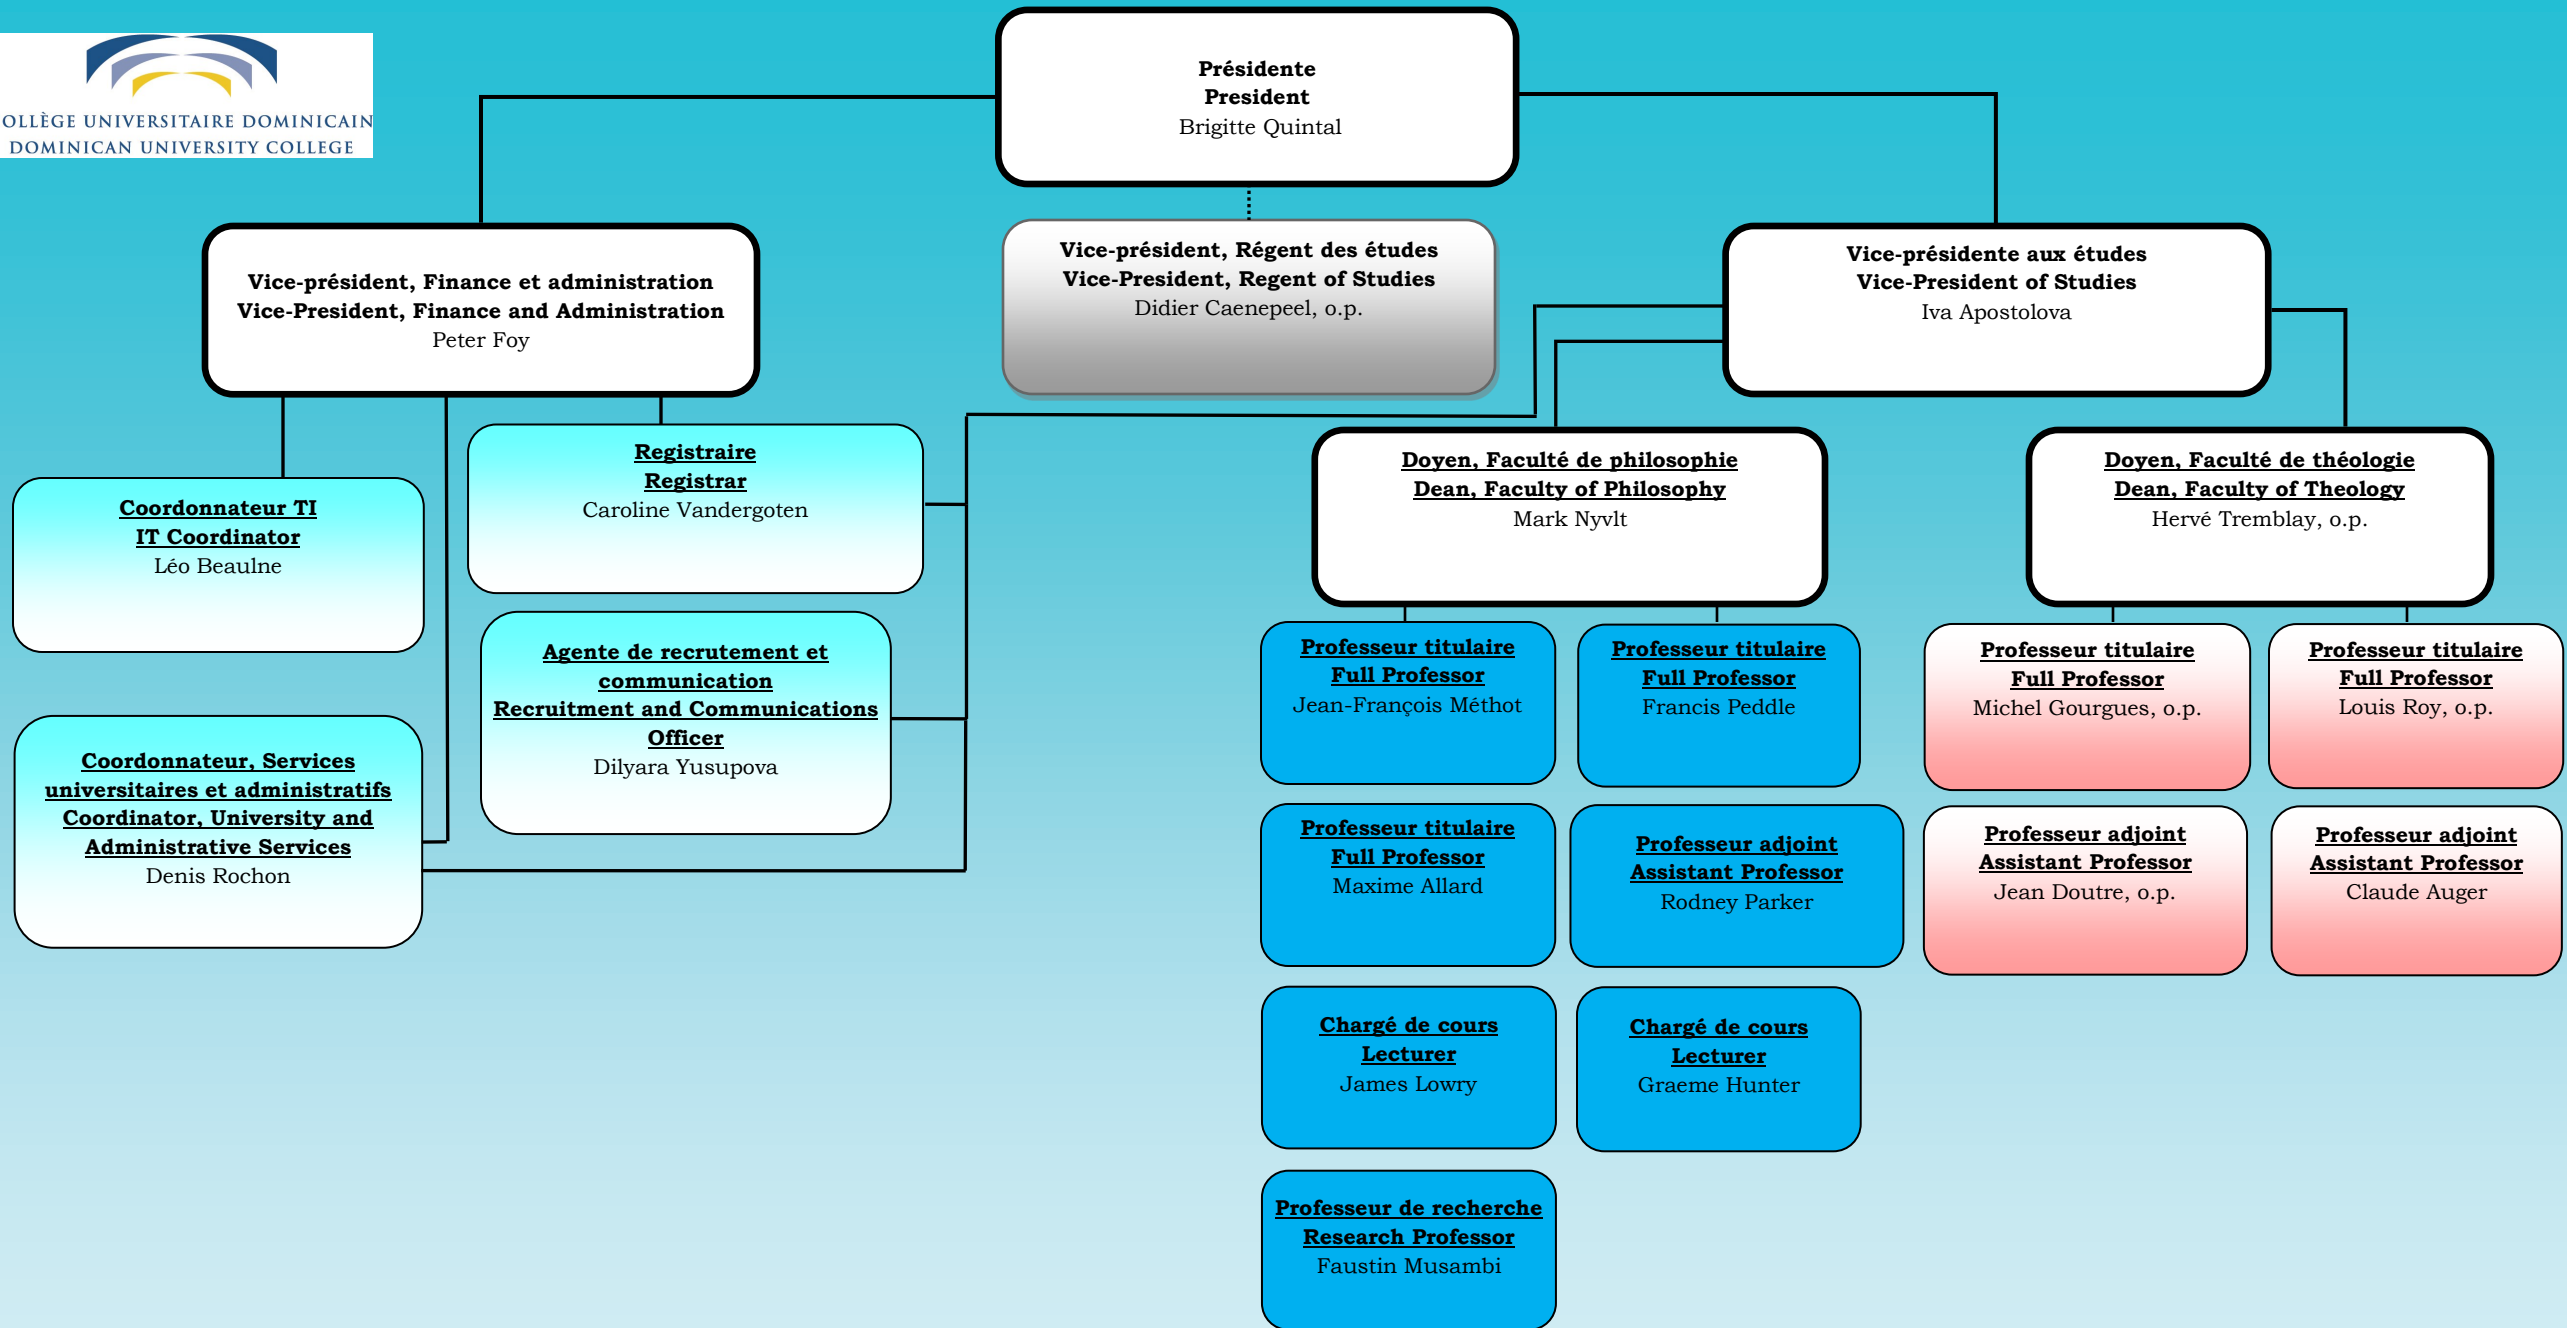 OLLÈGE UNIVERSITAIRE DOMINICAIN
DOMINICAN UNIVERSITY COLLEGE
Présidente
President
Brigitte Quintal
Vice-président, Finance et administration
Vice-President, Finance and Administration
Peter Foy
Vice-président, Régent des études
Vice-President, Regent of Studies
Didier Caenepeel, o.p.
Vice-présidente aux études
Vice-President of Studies
Iva Apostolova
Coordonnateur TI
IT Coordinator
Léo Beaulne
Registraire
Registrar
Caroline Vandergoten
Agente de recrutement et
communication
Recruitment and Communications
Officer
Dilyara Yusupova
Coordonnateur, Services
universitaires et administratifs
Coordinator, University and
Administrative Services
Denis Rochon
Doyen, Faculté de philosophie
Dean, Faculty of Philosophy
Mark Nyvlt
Doyen, Faculté de théologie
Dean, Faculty of Theology
Hervé Tremblay, o.p.
Professeur titulaire
Full Professor
Jean-François Méthot
Professeur titulaire
Full Professor
Francis Peddle
Professeur titulaire
Full Professor
Michel Gourgues, o.p.
Professeur titulaire
Full Professor
Louis Roy, o.p.
Professeur titulaire
Full Professor
Maxime Allard
Professeur adjoint
Assistant Professor
Rodney Parker
Professeur adjoint
Assistant Professor
Jean Doutre, o.p.
Professeur adjoint
Assistant Professor
Claude Auger
Chargé de cours
Lecturer
James Lowry
Chargé de cours
Lecturer
Graeme Hunter
Professeur de recherche
Research Professor
Faustin Musambi